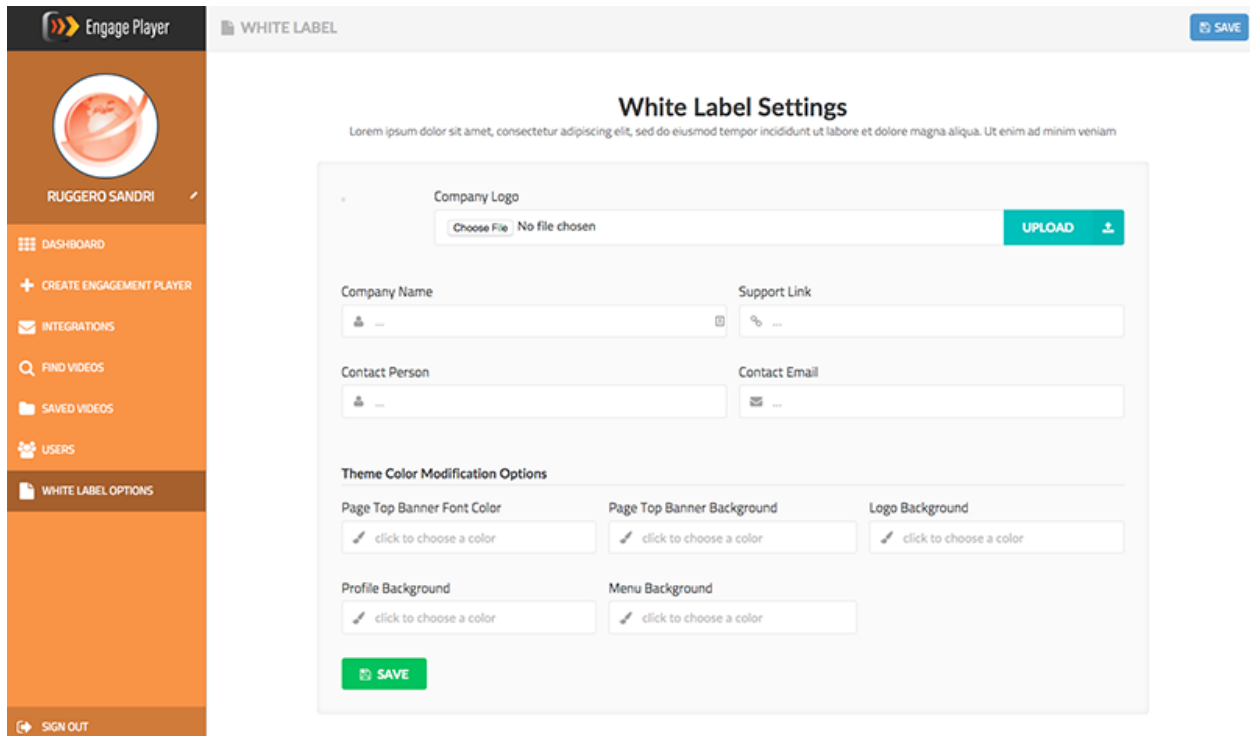 Engage Player
WHITE LABEL
SAVE
RUGGERO SANDRI
DASHBOARD
CREATE ENGAGEMENT PLAYER
INTEGRATIONS
FIND VIDEOS
SAVED VIDEOS
USERS
WHITE LABEL OPTIONS
SIGN OUT
White Label Settings
Lorem ipsum dolor sit amet, consectetur adipiscing elit, sed do eiusmod tempor incididunt ut labore et dolore magna aliqua. Ut enim ad minim veniam
Company Logo
Choose File No file chosen
UPLOAD
Company Name Support Link
... ...
Contact Person Contact Email
... ...
Theme Color Modification Options
Page Top Banner Font Color Page Top Banner Background Logo Background
click to choose a color click to choose a color click to choose a color
Profile Background Menu Background
click to choose a color click to choose a color
SAVE